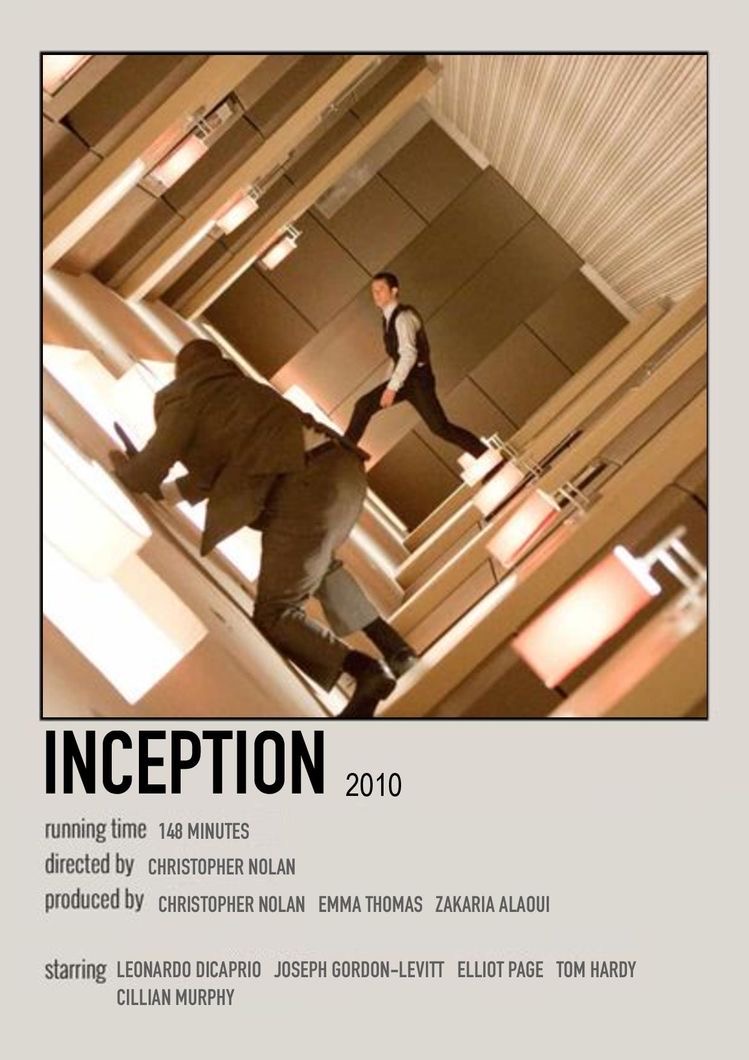 INCEPTION 2010
running time 148 MINUTES
directed by CHRISTOPHER NOLAN
produced by CHRISTOPHER NOLAN EMMA THOMAS ZAKARIA ALAOUI
starring LEONARDO DICAPRIO JOSEPH GORDON-LEVITT ELLIOT PAGE TOM HARDY
CILLIAN MURPHY